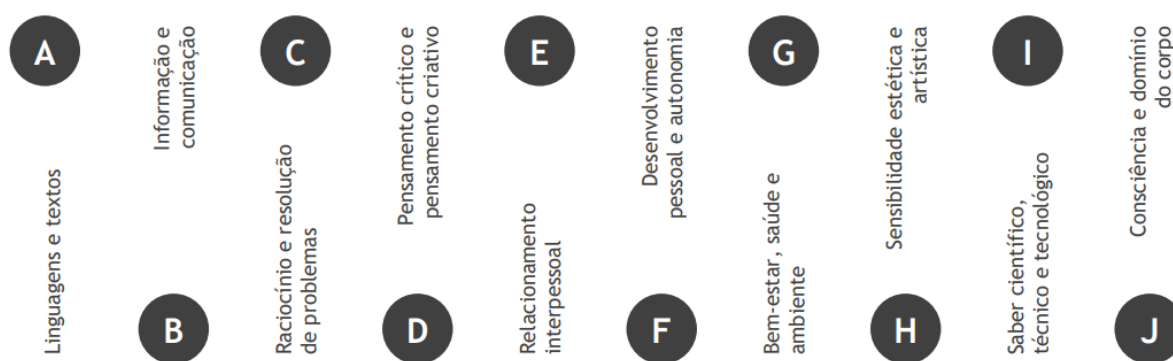 A
Linguagens e textos
Informação e
comunicação
B
C
Raciocínio e resolução
de problemas
Pensamento crítico e
pensamento criativo
D
E
Relacionamento
interpessoal
Desenvolvimento
pessoal e autonomia
F
G
Bem-estar, saúde e
ambiente
Sensibilidade estética e
artística
H
I
Saber científico,
técnico e tecnológico
Consciência e domínio
do corpo
J